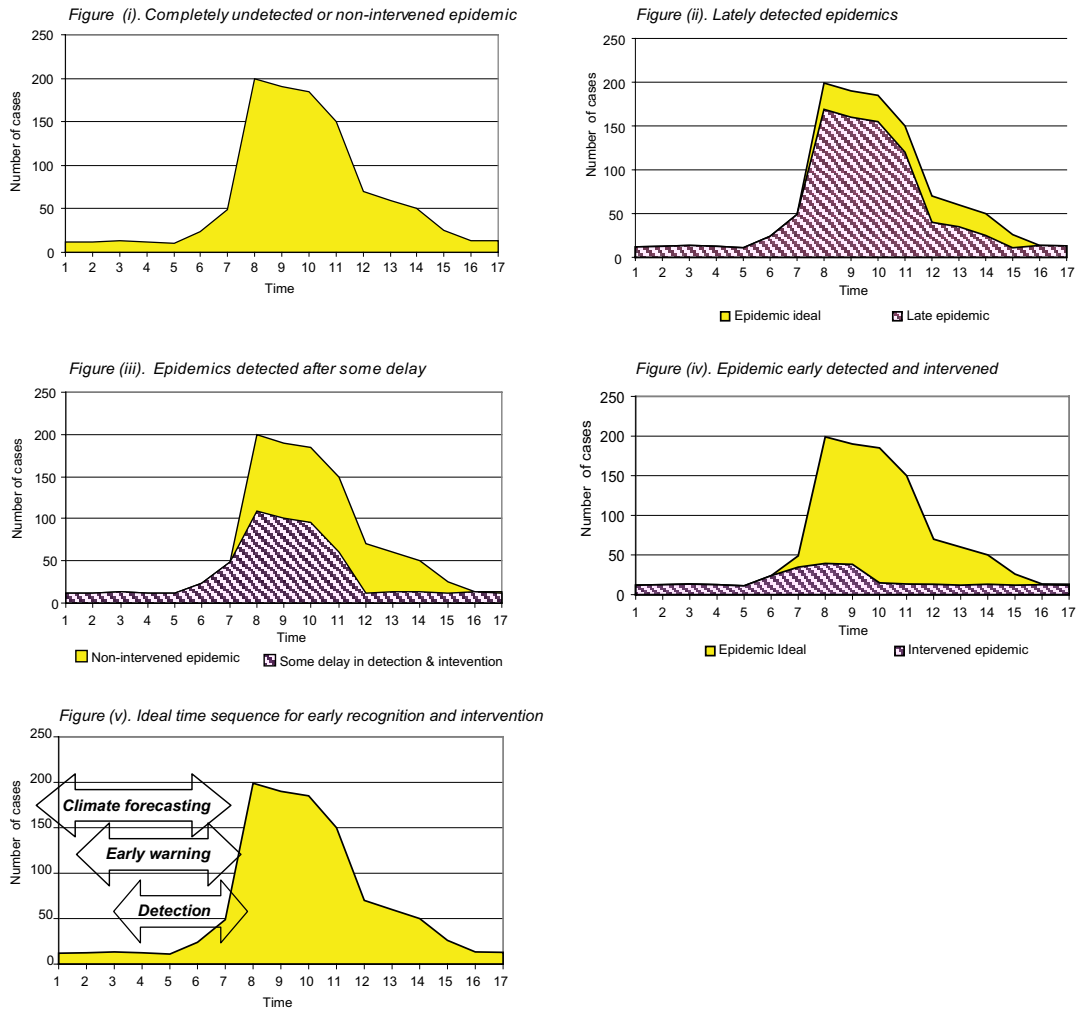 Figure (i). Completely undetected or non-intervened epidemic
250
200
150
100
50
0
Number of cases
1 2 3 4 5 6 7 8 9 10 11 12 13 14 15 16 17
Time
Figure (ii). Lately detected epidemics
250
200
150
100
50
0
Number of cases
1 2 3 4 5 6 7 8 9 10 11 12 13 14 15 16 17
Time
Epidemic ideal Late epidemic
Figure (iii). Epidemics detected after some delay
250
200
150
100
50
0
Number of cases
1 2 3 4 5 6 7 8 9 10 11 12 13 14 15 16 17
Time
Non-intervened epidemic Some delay in detection & intevention
Figure (iv). Epidemic early detected and intervened
250
200
150
100
50
0
Number of cases
1 2 3 4 5 6 7 8 9 10 11 12 13 14 15 16 17
Time
Epidemic Ideal Intervened epidemic
Figure (v). Ideal time sequence for early recognition and intervention
250
200
150
100
50
0
Number of cases
Climate forecasting
Early warning
Detection
1 2 3 4 5 6 7 8 9 10 11 12 13 14 15 16 17
Time